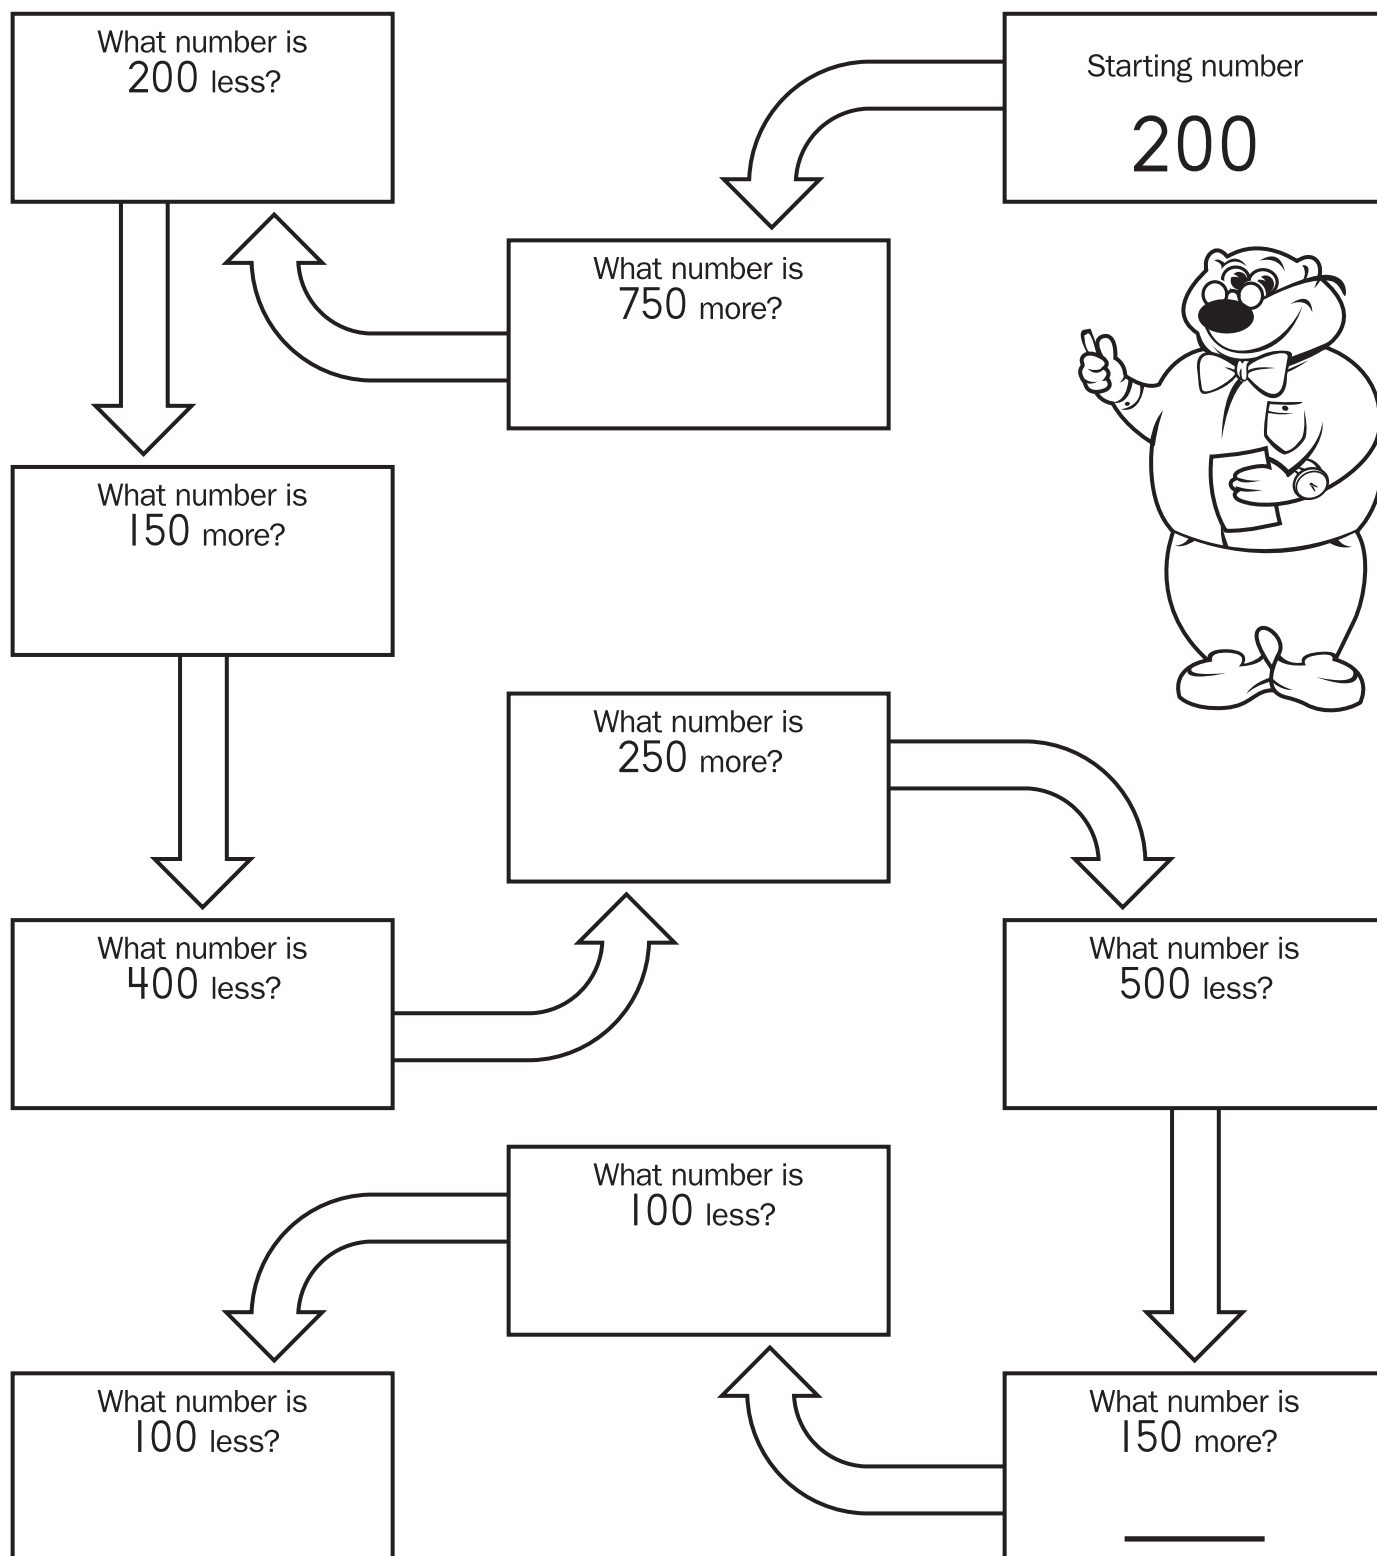 What number is
200 less?
Starting number
200
What number is
750 more?
What number is
150 more?
What number is
250 more?
What number is
400 less?
What number is
500 less?
What number is
100 less?
What number is
100 less?
What number is
150 more?